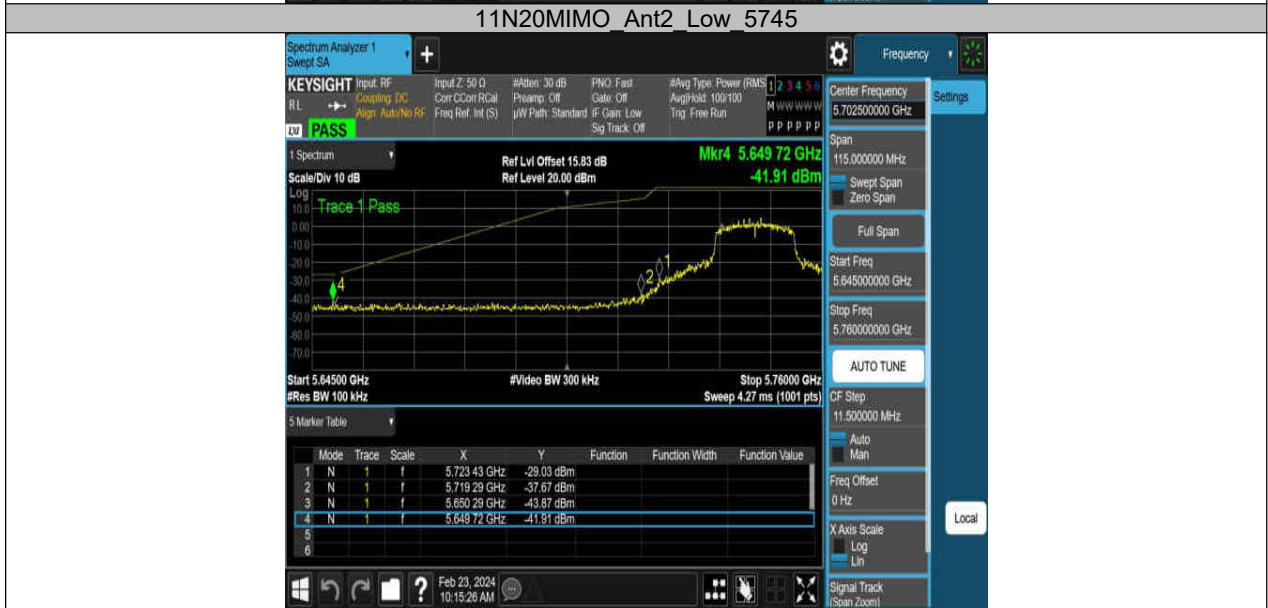 11N20MIMO_Ant2_Low_5745
Spectrum Analyzer 1
Swept SA
+
Frequency
KEYSIGHT
RL
LXI
PASS
Input: RF
Coupling: DC
Align: Auto/No RF
Input Z: 50 Ω
Corr CCorr RCal
Freq Ref: Int (S)
#Atten: 30 dB
Preamp: Off
µW Path: Standard
PNO: Fast
Gate: Off
IF Gain: Low
Sig Track: Off
#Avg Type: Power (RMS
Avg|Hold: 100/100
Trig: Free Run
1 2 3 4 5 6
M W W W W W
P P P P P P
1 Spectrum
Scale/Div 10 dB
Ref Lvl Offset 15.83 dB
Ref Level 20.00 dBm
Mkr4 5.649 72 GHz
-41.91 dBm
Log
Trace 1 Pass
10.0
0.00
-10.0
-20.0
-30.0
-40.0
-50.0
-60.0
-70.0
4
2
1
Start 5.64500 GHz
#Res BW 100 kHz
#Video BW 300 kHz
Stop 5.76000 GHz
Sweep 4.27 ms (1001 pts)
5 Marker Table
Mode Trace Scale X Y Function Function Width Function Value
1 N 1 f 5.723 43 GHz -29.03 dBm
2 N 1 f 5.719 29 GHz -37.67 dBm
3 N 1 f 5.650 29 GHz -43.87 dBm
4 N 1 f 5.649 72 GHz -41.91 dBm
5
6
?
Feb 23, 2024
10:15:26 AM
Center Frequency
5.702500000 GHz
Settings
Span
115.000000 MHz
Swept Span
Zero Span
Full Span
Start Freq
5.645000000 GHz
Stop Freq
5.760000000 GHz
AUTO TUNE
CF Step
11.500000 MHz
Auto
Man
Freq Offset
0 Hz
X Axis Scale
Log
Lin
Signal Track
(Span Zoom)
Local